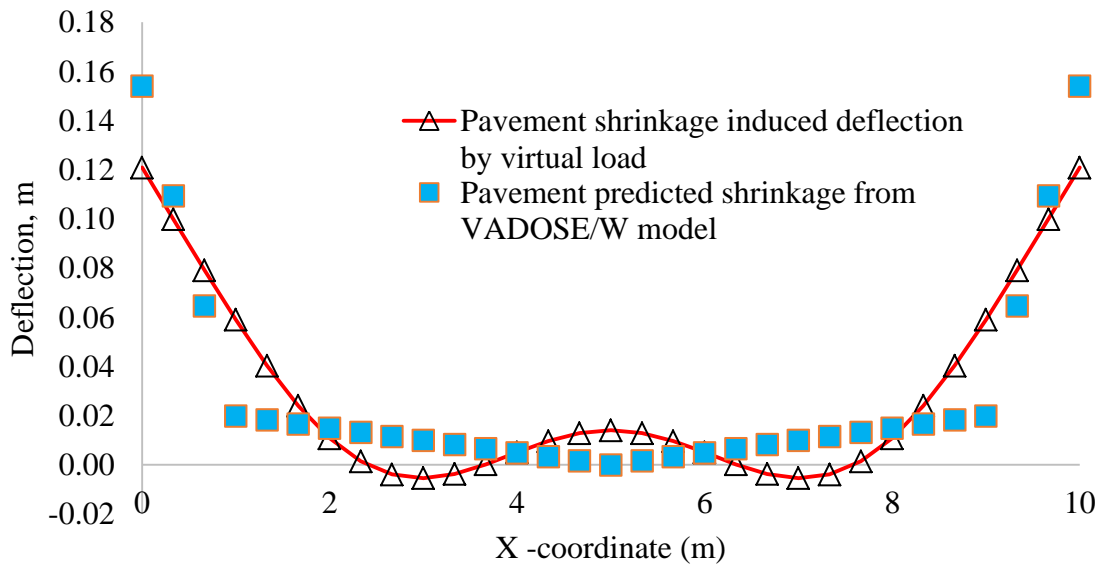 0.18
0.16
0.14
0.12
0.10
0.08
0.06
0.04
0.02
0.00
-0.02
Deflection, m
Pavement shrinkage induced deflection
by virtual load
Pavement predicted shrinkage from
VADOSE/W model
0 2 4 6 8 10
X -coordinate (m)